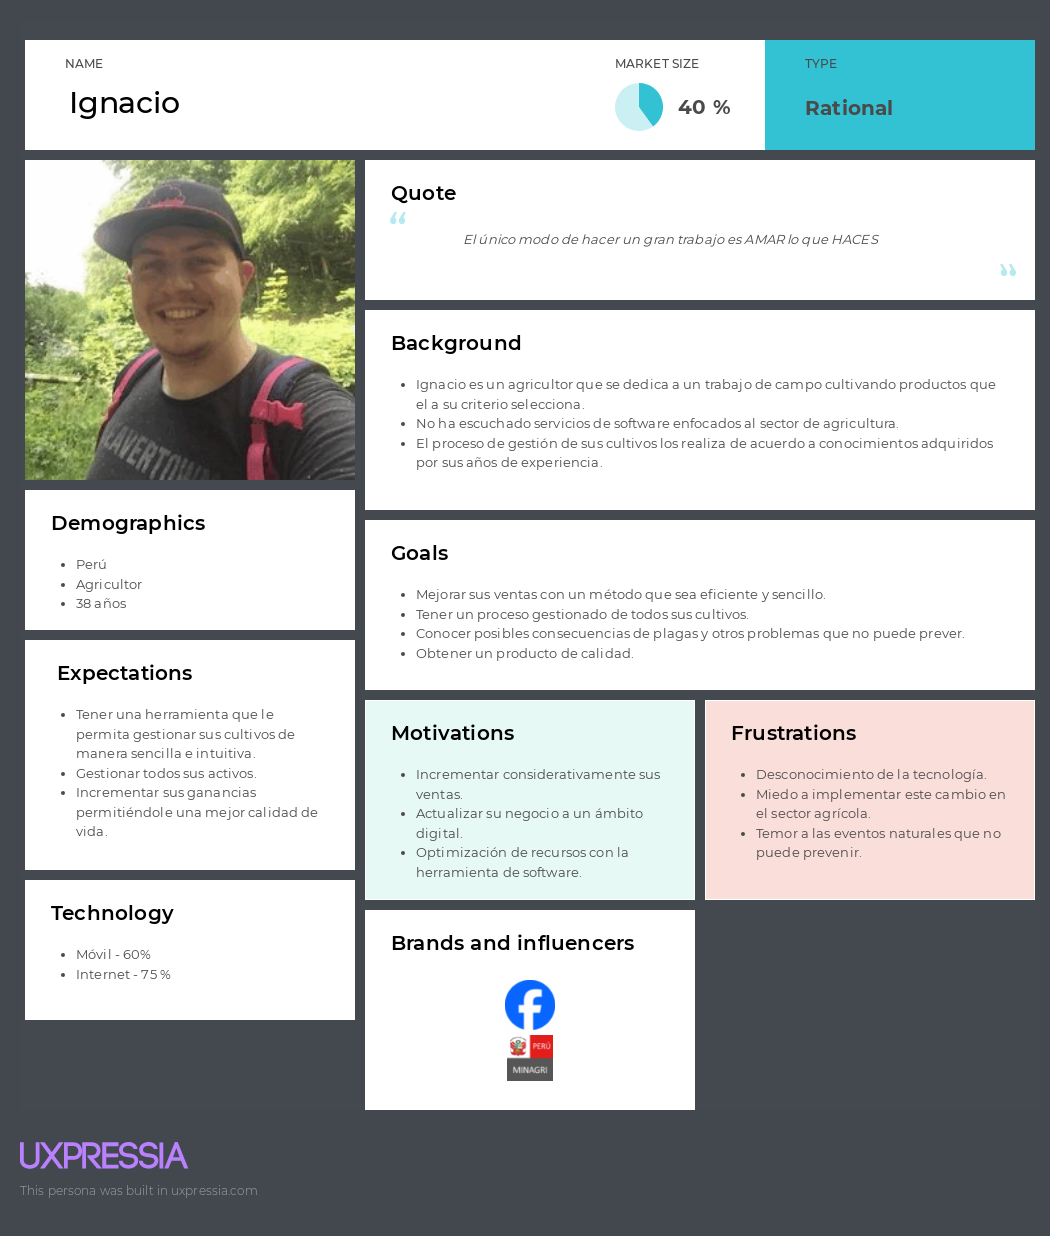 NAME
Ignacio
MARKET SIZE
40 %
TYPE
Rational
Quote
“
El único modo de hacer un gran trabajo es AMAR lo que HACES
”
Background
• Ignacio es un agricultor que se dedica a un trabajo de campo cultivando productos que
el a su criterio selecciona.
• No ha escuchado servicios de software enfocados al sector de agricultura.
• El proceso de gestión de sus cultivos los realiza de acuerdo a conocimientos adquiridos
por sus años de experiencia.
Demographics
• Perú
• Agricultor
• 38 años
Goals
• Mejorar sus ventas con un método que sea eficiente y sencillo.
• Tener un proceso gestionado de todos sus cultivos.
• Conocer posibles consecuencias de plagas y otros problemas que no puede prever.
• Obtener un producto de calidad.
Expectations
• Tener una herramienta que le
permita gestionar sus cultivos de
manera sencilla e intuitiva.
• Gestionar todos sus activos.
• Incrementar sus ganancias
permitiéndole una mejor calidad de
vida.
Motivations
• Incrementar considerativamente sus
ventas.
• Actualizar su negocio a un ámbito
digital.
• Optimización de recursos con la
herramienta de software.
Frustrations
• Desconocimiento de la tecnología.
• Miedo a implementar este cambio en
el sector agrícola.
• Temor a las eventos naturales que no
puede prevenir.
Technology
• Móvil - 60%
• Internet - 75 %
Brands and influencers
PERÚ
MINAGRI
UXPRESSIA
This persona was built in uxpressia.com